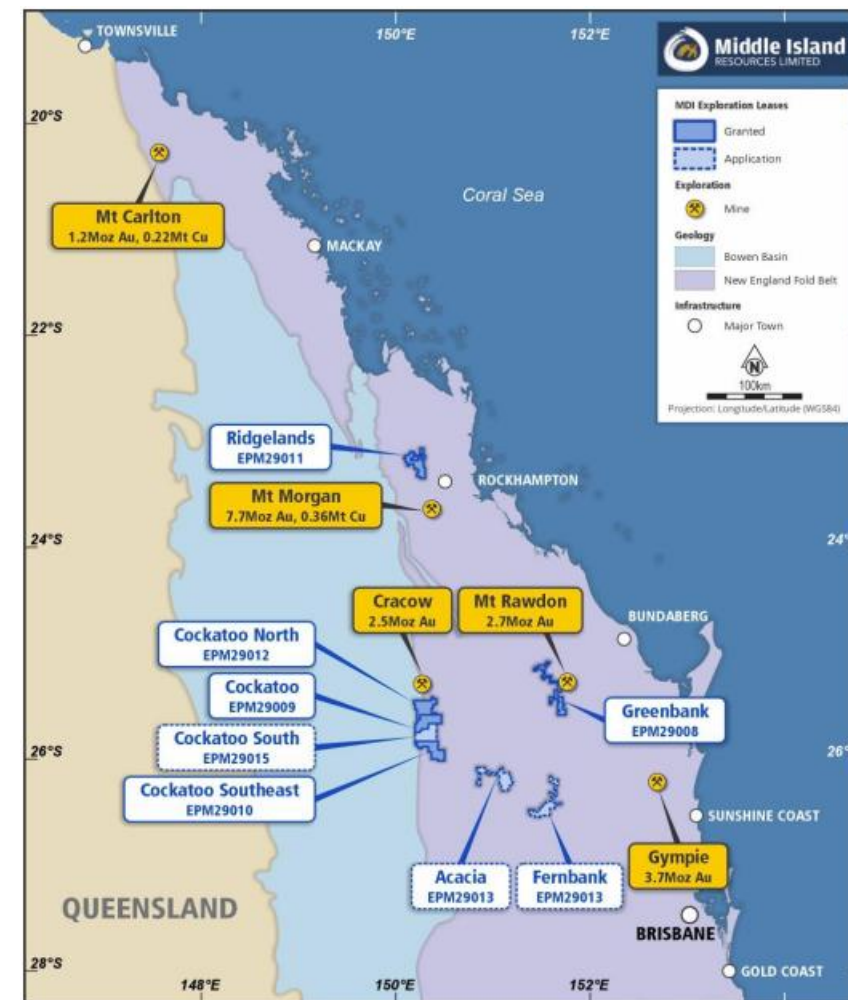 TOWNSVILLE
150°E
152°E
Middle Island
RESOURCES LIMITED
20°S
MDI Exploration Leases
Granted
Application
Exploration
Mine
Geology
Bowen Basin
New England Fold Belt
Infrastructure
Major Town
N
100km
Projection: Longitude/Latitude (WGS84)
Coral Sea
Mt Carlton
1.2Moz Au, 0.22Mt Cu
MACKAY
22°S
Ridgelands
EPM29011
ROCKHAMPTON
Mt Morgan
7.7Moz Au, 0.36Mt Cu
24°S
24°
Cracow
2.5Moz Au
Mt Rawdon
2.7Moz Au
BUNDABERG
Cockatoo North
EPM29012
Cockatoo
EPM29009
Greenbank
EPM29008
Cockatoo South
EPM29015
26°S
26°
Cockatoo Southeast
EPM29010
SUNSHINE COAST
Acacia
EPM29013
Fernbank
EPM29013
Gympie
3.7Moz Au
QUEENSLAND
BRISBANE
28°S
GOLD COAST
148°E
150°E
152°E